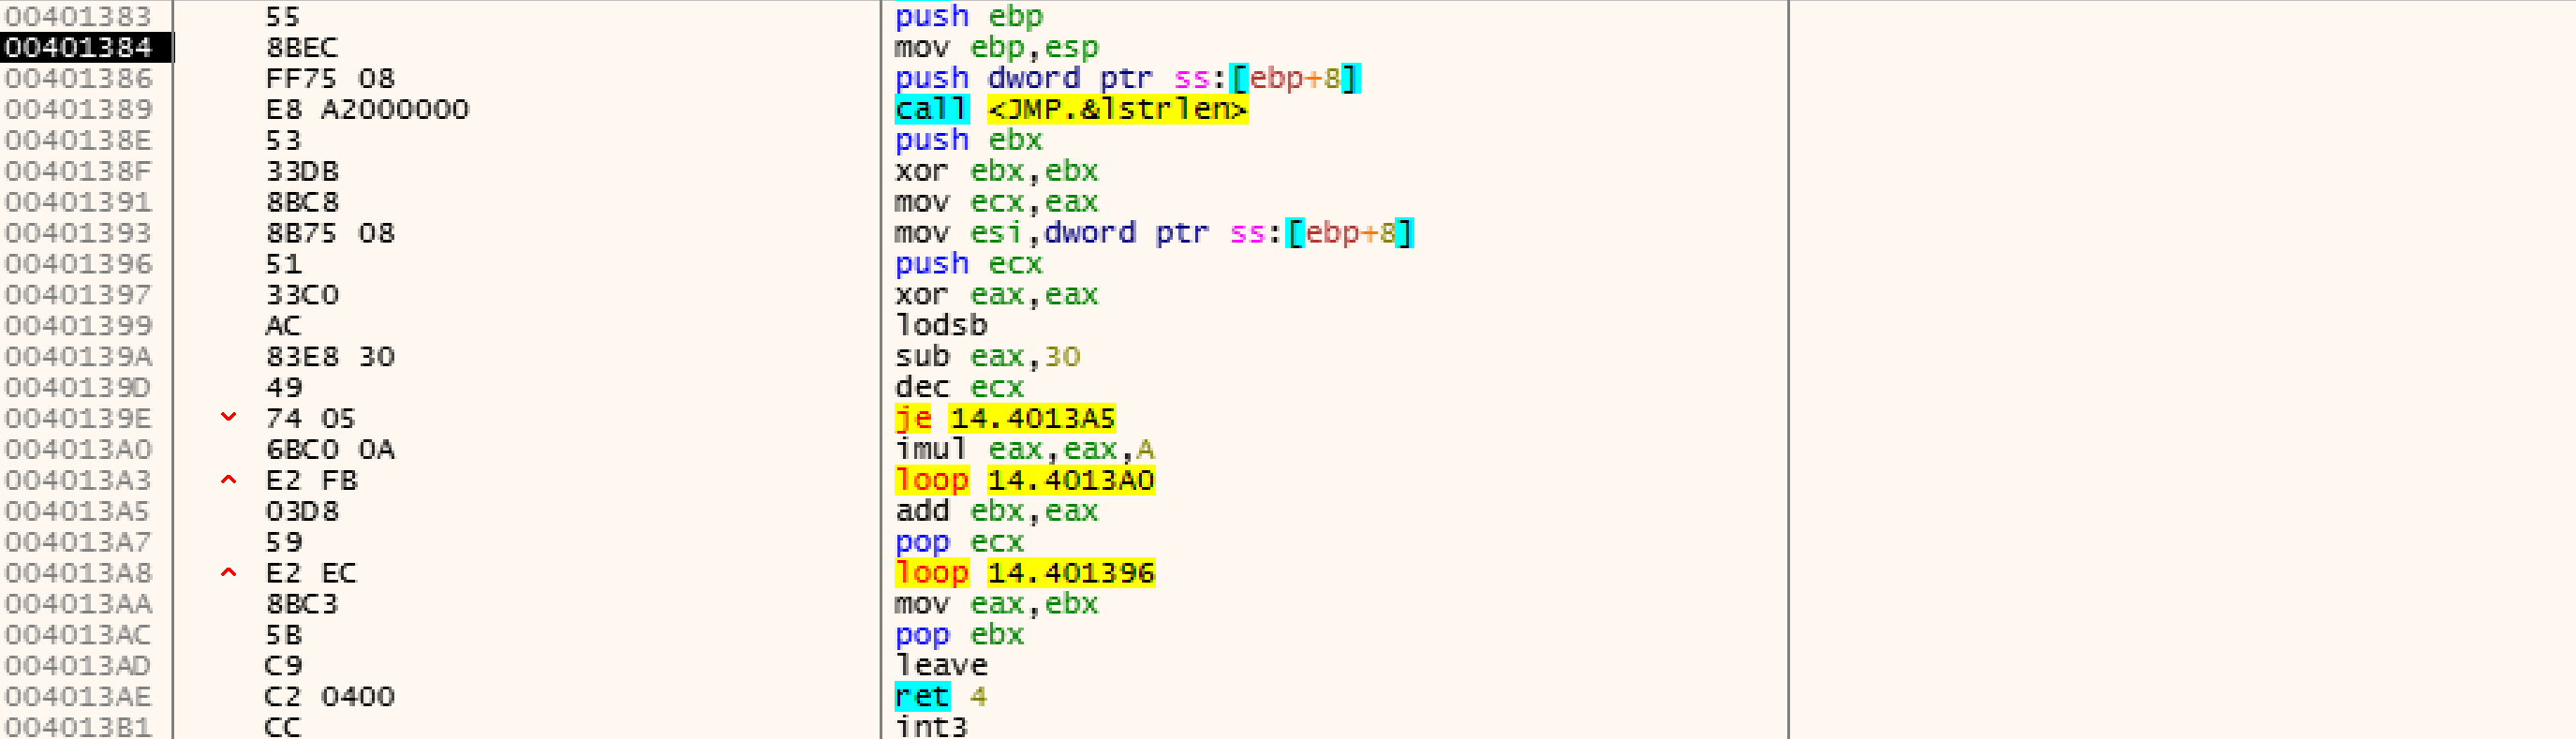 00401383 55 push ebp
00401384 8BEC mov ebp,esp
00401386 FF75 08 push dword ptr ss:[ebp+8]
00401389 E8 A2000000 call <JMP.&lstrlen>
0040138E 53 push ebx
0040138F 33DB xor ebx,ebx
00401391 8BC8 mov ecx,eax
00401393 8B75 08 mov esi,dword ptr ss:[ebp+8]
00401396 51 push ecx
00401397 33C0 xor eax,eax
00401399 AC lodsb
0040139A 83E8 30 sub eax,30
0040139D 49 dec ecx
0040139E 74 05 je 14.4013A5
004013A0 6BC0 0A imul eax,eax,A
004013A3 E2 FB loop 14.4013A0
004013A5 03D8 add ebx,eax
004013A7 59 pop ecx
004013A8 E2 EC loop 14.401396
004013AA 8BC3 mov eax,ebx
004013AC 5B pop ebx
004013AD C9 leave
004013AE C2 0400 ret 4
004013B1 CC int3